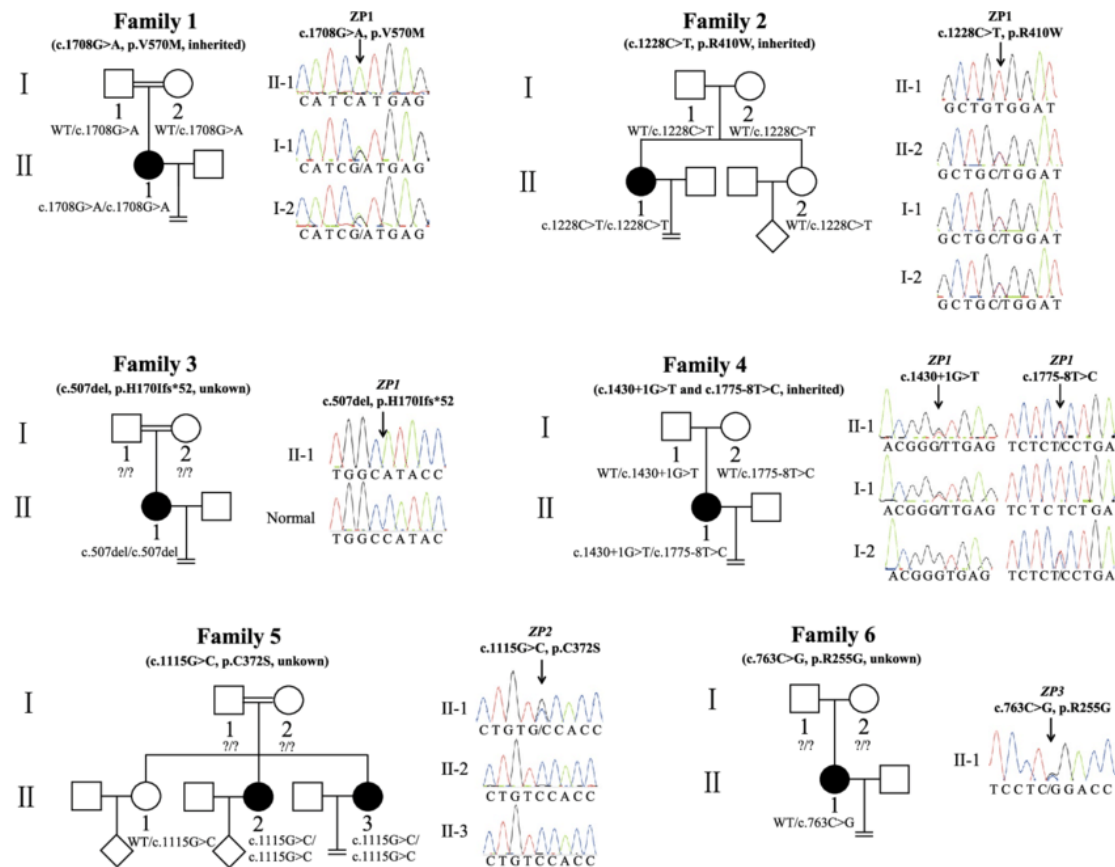 Family 1
(c.1708G>A, p.V570M, inherited)
I
1
2
WT/c.1708G>A
WT/c.1708G>A
II
1
c.1708G>A/c.1708G>A
ZP1
c.1708G>A, p.V570M
II-1
C A T C A T G A G
I-1
C A T C G/A T G A G
I-2
C A T C G/A T G A G
Family 2
(c.1228C>T, p.R410W, inherited)
I
1
2
WT/c.1228C>T
WT/c.1228C>T
II
1
2
c.1228C>T/c.1228C>T
WT/c.1228C>T
ZP1
c.1228C>T, p.R410W
II-1
G C T G T G G A T
II-2
G C T G C/T G G A T
I-1
G C T G C/T G G A T
I-2
G C T G C/T G G A T
Family 3
(c.507del, p.H170Ifs*52, unkown)
I
1
2
?/?
?/?
II
1
c.507del/c.507del
ZP1
c.507del, p.H170Ifs*52
II-1
T G G C A T A C C
Normal
T G G C C A T A C
Family 4
(c.1430+1G>T and c.1775-8T>C, inherited)
I
1
2
WT/c.1430+1G>T
WT/c.1775-8T>C
II
1
c.1430+1G>T/c.1775-8T>C
ZP1
c.1430+1G>T
ZP1
c.1775-8T>C
II-1
A C G G G/T T G A G
T C T C T/C C T G A
I-1
A C G G G/T T G A G
T C T C T C T G A
I-2
A C G G G T G A G
T C T C T/C C T G A
Family 5
(c.1115G>C, p.C372S, unkown)
I
1
2
?/?
?/?
II
1
2
3
WT/c.1115G>C
c.1115G>C/
c.1115G>C
c.1115G>C/
c.1115G>C
ZP2
c.1115G>C, p.C372S
II-1
C T G T G/C C A C C
II-2
C T G T C C A C C
II-3
C T G T C C A C C
Family 6
(c.763C>G, p.R255G, unkown)
I
1
2
?/?
?/?
II
1
WT/c.763C>G
ZP3
c.763C>G, p.R255G
II-1
T C C T C/G G A C C